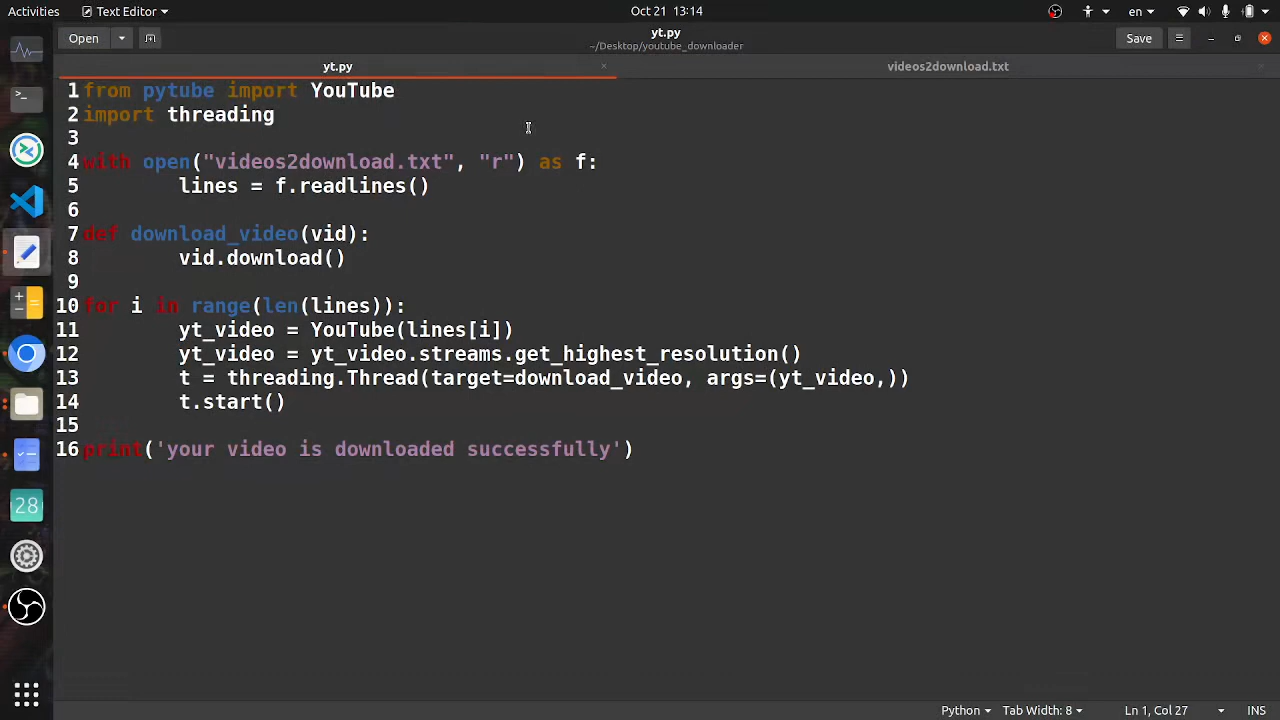 Activities Text Editor Oct 21 13:14 en
Open yt.py Save
~/Desktop/youtube_downloader
yt.py videos2download.txt
1 from pytube import YouTube
2 import threading
3
4 with open("videos2download.txt", "r") as f:
5 lines = f.readlines()
6
7 def download_video(vid):
8 vid.download()
9
10 for i in range(len(lines)):
11 yt_video = YouTube(lines[i])
12 yt_video = yt_video.streams.get_highest_resolution()
13 t = threading.Thread(target=download_video, args=(yt_video,))
14 t.start()
15
16 print('your video is downloaded successfully')
28
Python Tab Width: 8 Ln 1, Col 27 INS